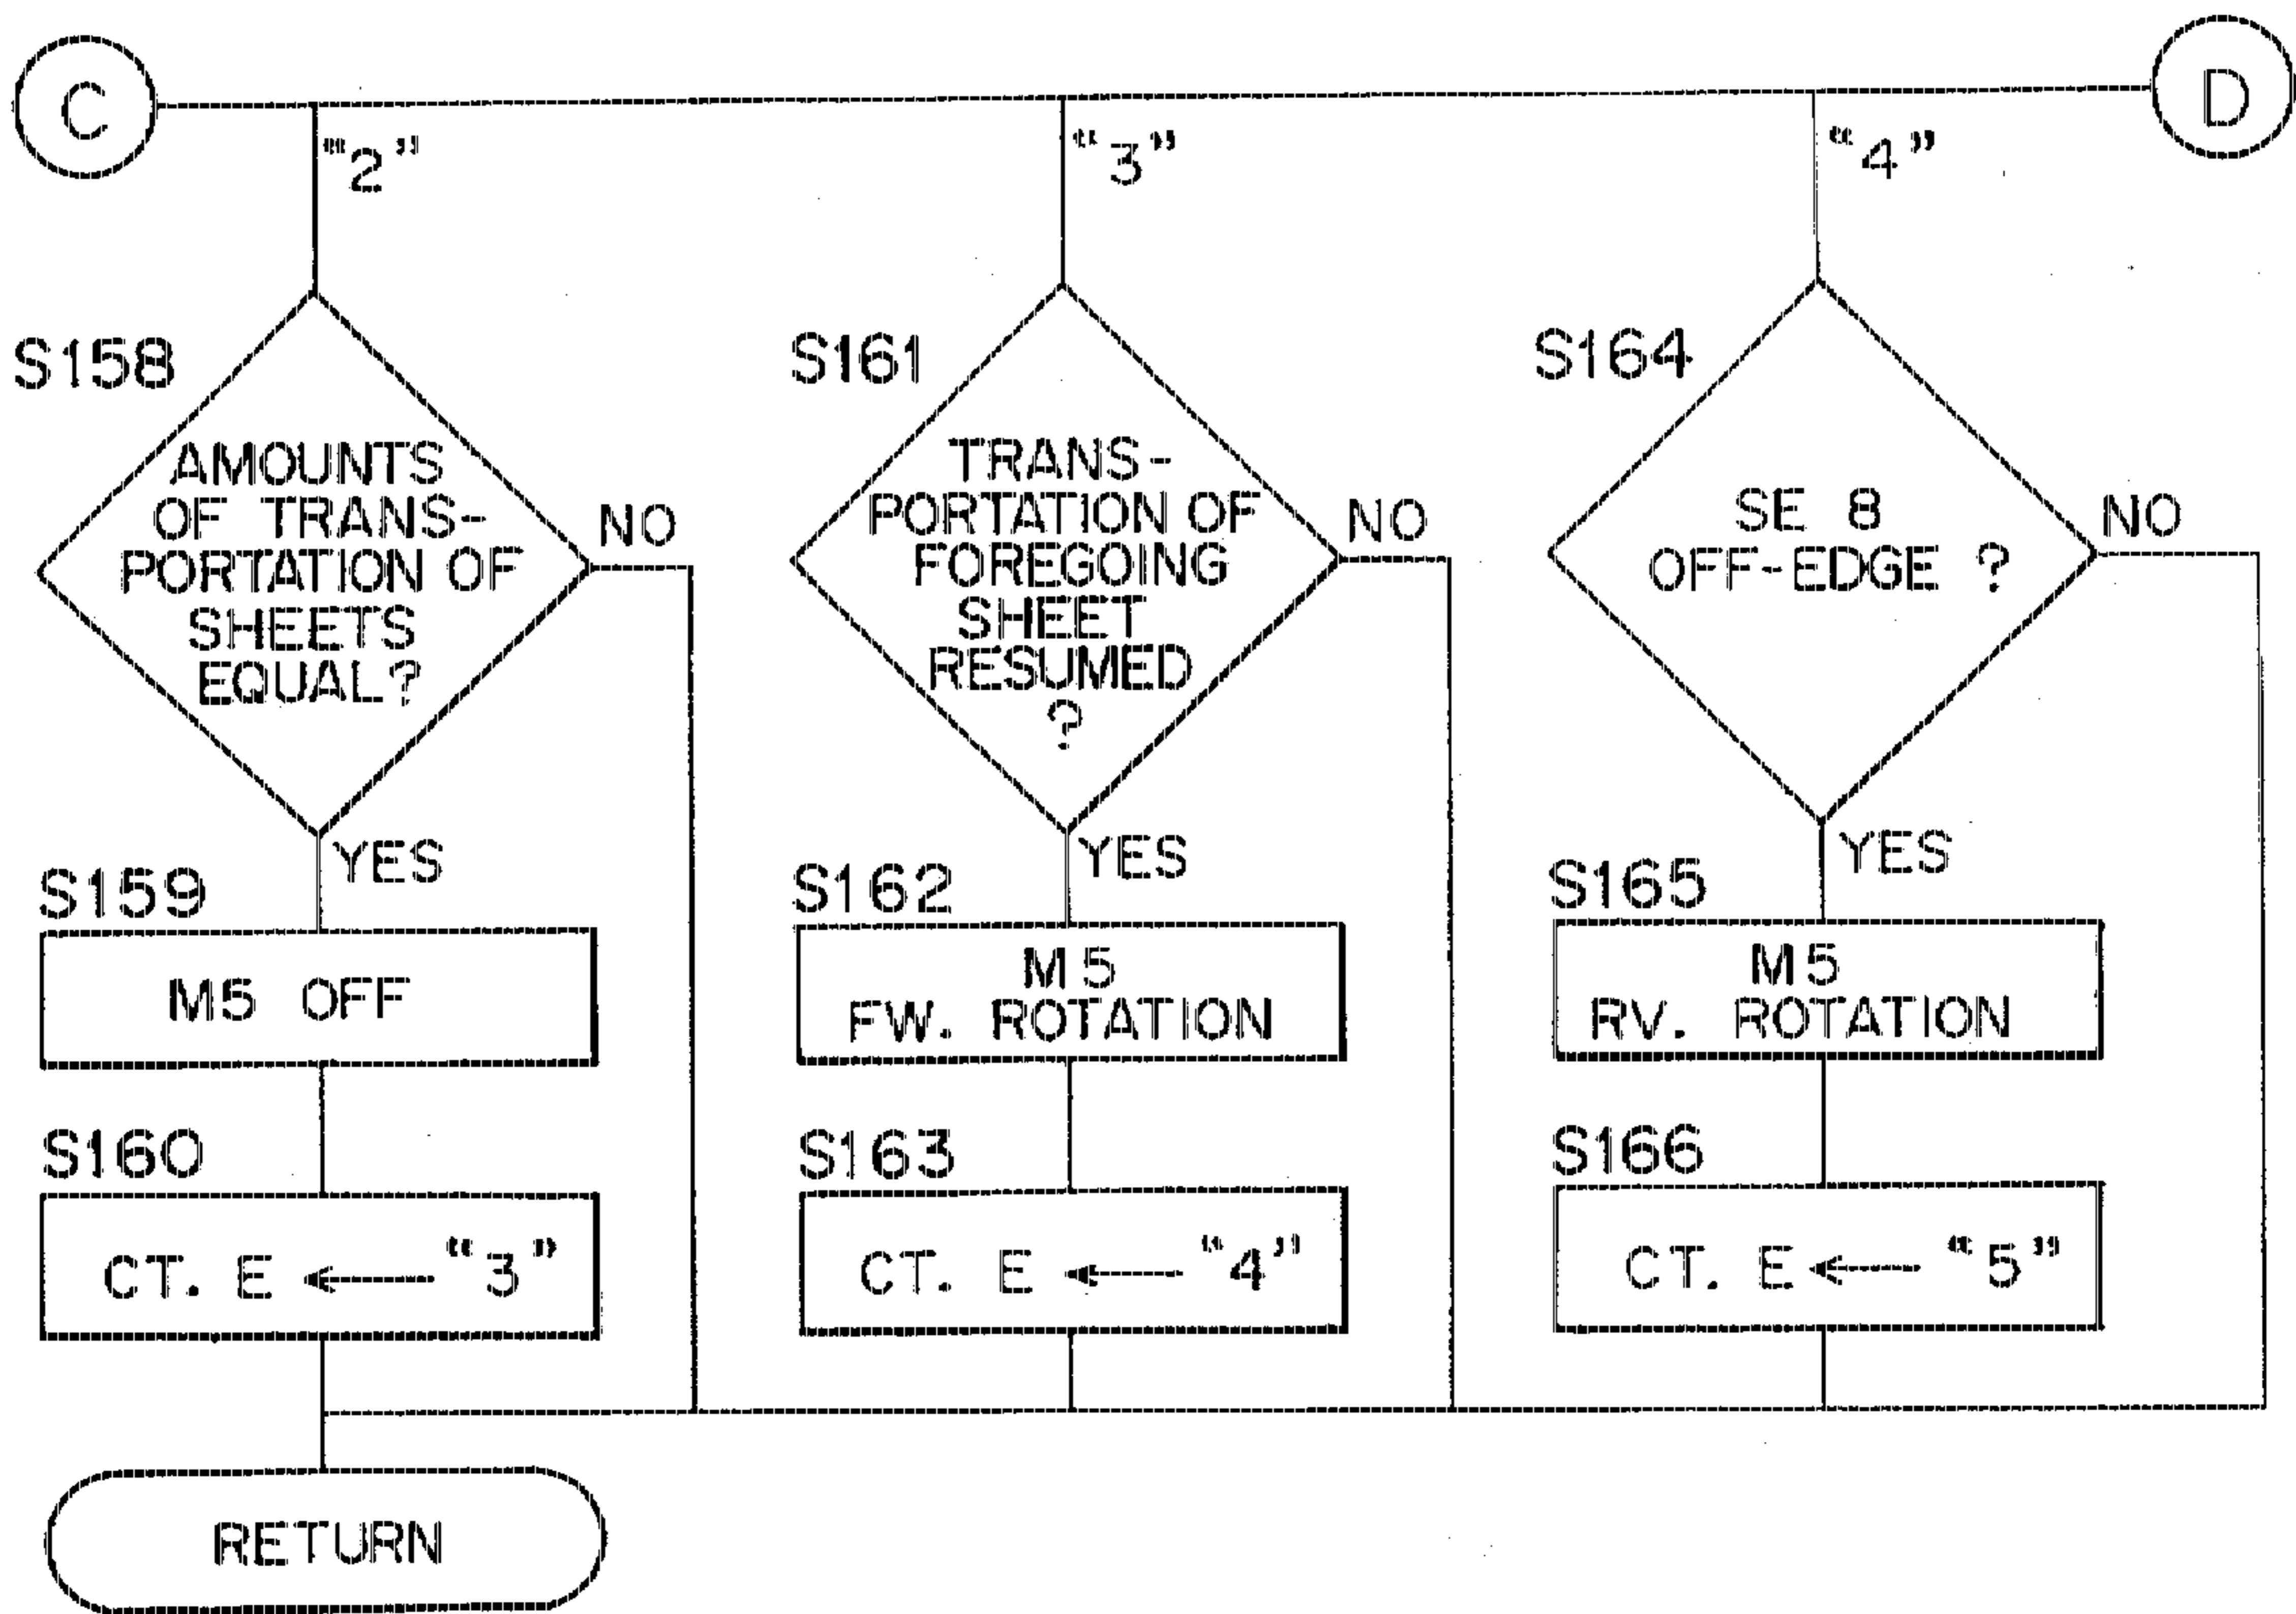 C
D
“2”
“3”
“4”
S158
AMOUNTS
OF TRANS-
PORTATION OF
SHEETS
EQUAL?
NO
YES
S159
M5 OFF
S160
CT. E ← “3”
S161
TRANS-
PORTATION OF
FOREGOING
SHEET
RESUMED
?
NO
YES
S162
M5
FW. ROTATION
S163
CT. E ← “4”
S164
SE 8
OFF-EDGE ?
NO
YES
S165
M5
RV. ROTATION
S166
CT. E ← “5”
RETURN